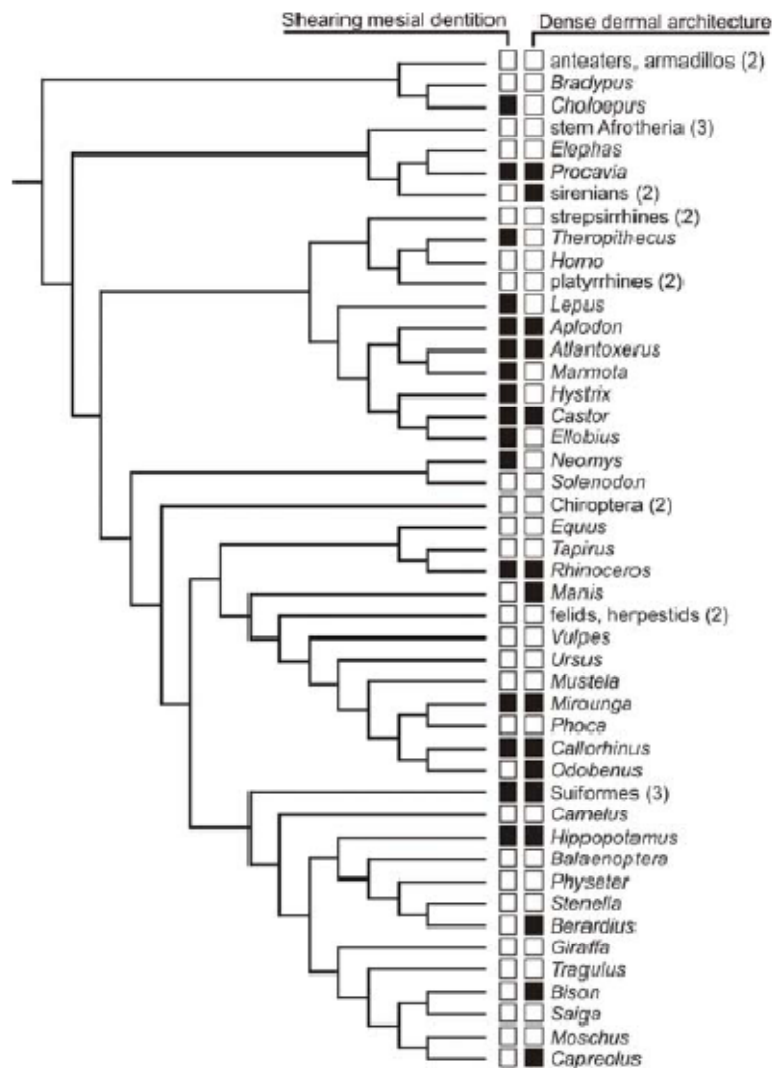 Shearing mesial dentition
Dense dermal architecture
anteaters, armadillos (2)
Bradypus
Choloepus
stem Afrotheria (3)
Elephas
Procavia
sirenians (2)
strepsirrhines (2)
Theropithecus
Homo
platyrrhines (2)
Lepus
Aplodon
Atlantoxerus
Marmota
Hystrix
Castor
Ellobius
Neomys
Solenodon
Chiroptera (2)
Equus
Tapirus
Rhinoceros
Manis
felids, herpestids (2)
Vulpes
Ursus
Mustela
Mirounga
Phoca
Callorhinus
Odobenus
Suiformes (3)
Camelus
Hippopotamus
Balaenoptera
Physeter
Stenella
Berardius
Giraffa
Tragulus
Bison
Saiga
Moschus
Capreolus